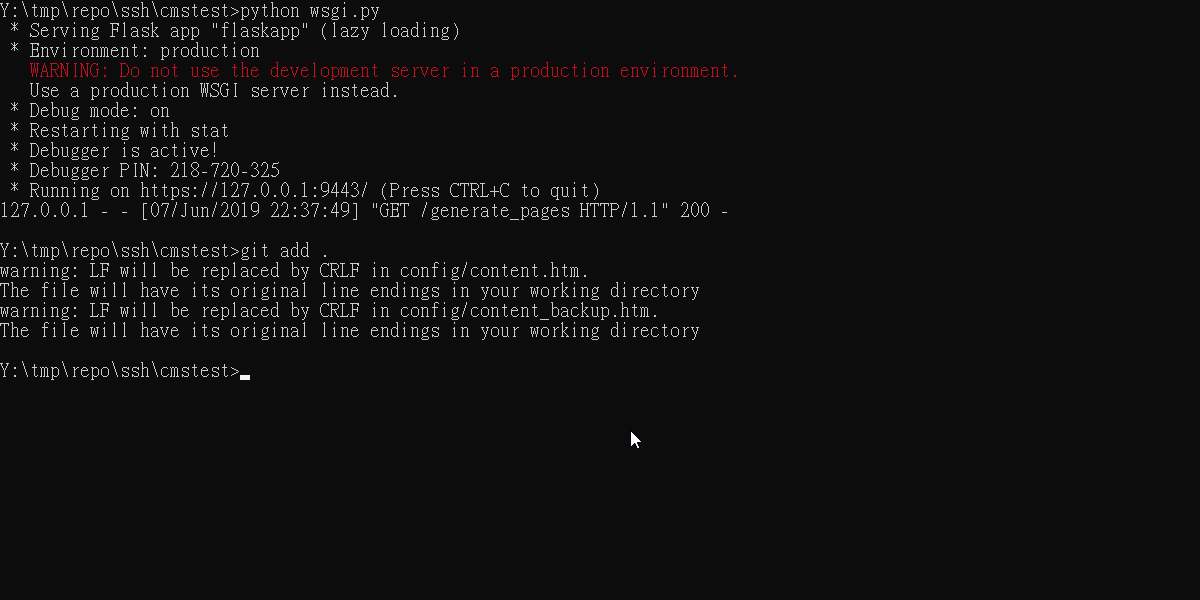 Y:\tmp\repo\ssh\cmstest>python wsgi.py
 * Serving Flask app "flaskapp" (lazy loading)
 * Environment: production
   WARNING: Do not use the development server in a production environment.
   Use a production WSGI server instead.
 * Debug mode: on
 * Restarting with stat
 * Debugger is active!
 * Debugger PIN: 218-720-325
 * Running on https://127.0.0.1:9443/ (Press CTRL+C to quit)
127.0.0.1 - - [07/Jun/2019 22:37:49] "GET /generate_pages HTTP/1.1" 200 -
Y:\tmp\repo\ssh\cmstest>git add .
warning: LF will be replaced by CRLF in config/content.htm.
The file will have its original line endings in your working directory
warning: LF will be replaced by CRLF in config/content_backup.htm.
The file will have its original line endings in your working directory
Y:\tmp\repo\ssh\cmstest>